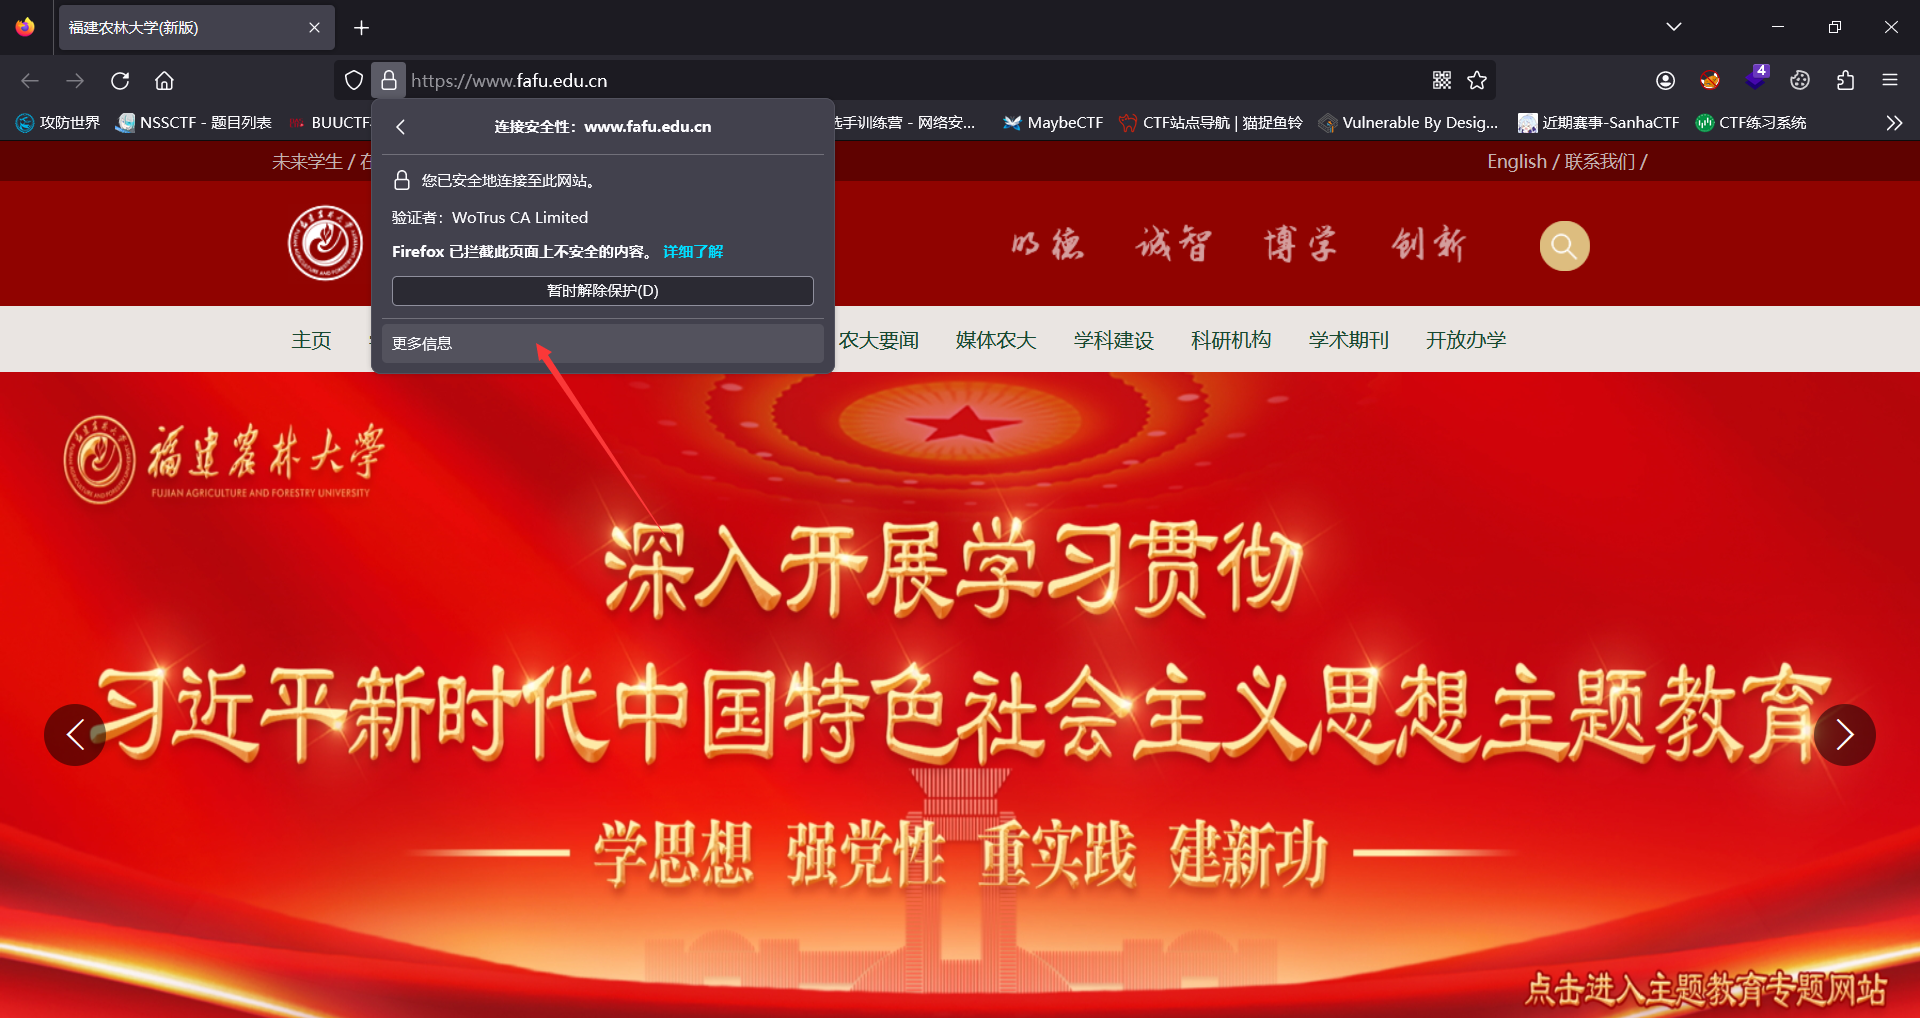 福建农林大学(新版)
https://www.fafu.edu.cn
4
攻防世界
NSSCTF - 题目列表
BUUCTF
选手训练营 - 网络安...
MaybeCTF
CTF站点导航 | 猫捉鱼铃
Vulnerable By Desig...
近期赛事-SanhaCTF
CTF练习系统
连接安全性：www.fafu.edu.cn
您已安全地连接至此网站。
验证者：WoTrus CA Limited
Firefox 已拦截此页面上不安全的内容。 详细了解
暂时解除保护(D)
更多信息
未来学生 / 在
English / 联系我们 /
明德 诚智 博学 创新
主页
农大要闻
媒体农大
学科建设
科研机构
学术期刊
开放办学
福建农林大学
FUJIAN AGRICULTURE AND FORESTRY UNIVERSITY
深入开展学习贯彻
习近平新时代中国特色社会主义思想主题教育
学思想 强党性 重实践 建新功
点击进入主题教育专题网站